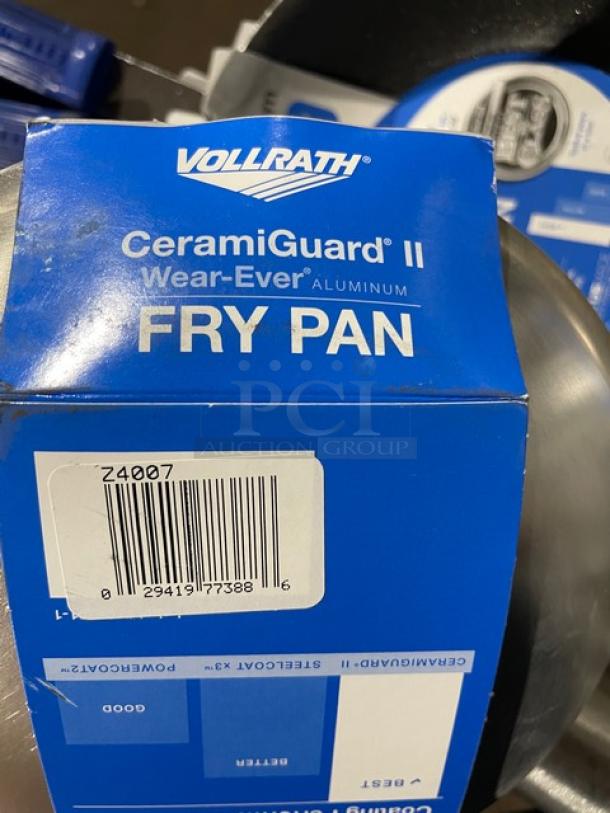 VOLLRATH®
CeramiGuard® II
Wear-Ever® ALUMINUM
FRY PAN
PCI
AUCTION GROUP
Z4007
0 29419 77388 6
CERAMIGUARD® II STEELCOAT x3™ POWERCOAT2™
GOOD
BETTER
✓ BEST
Coating